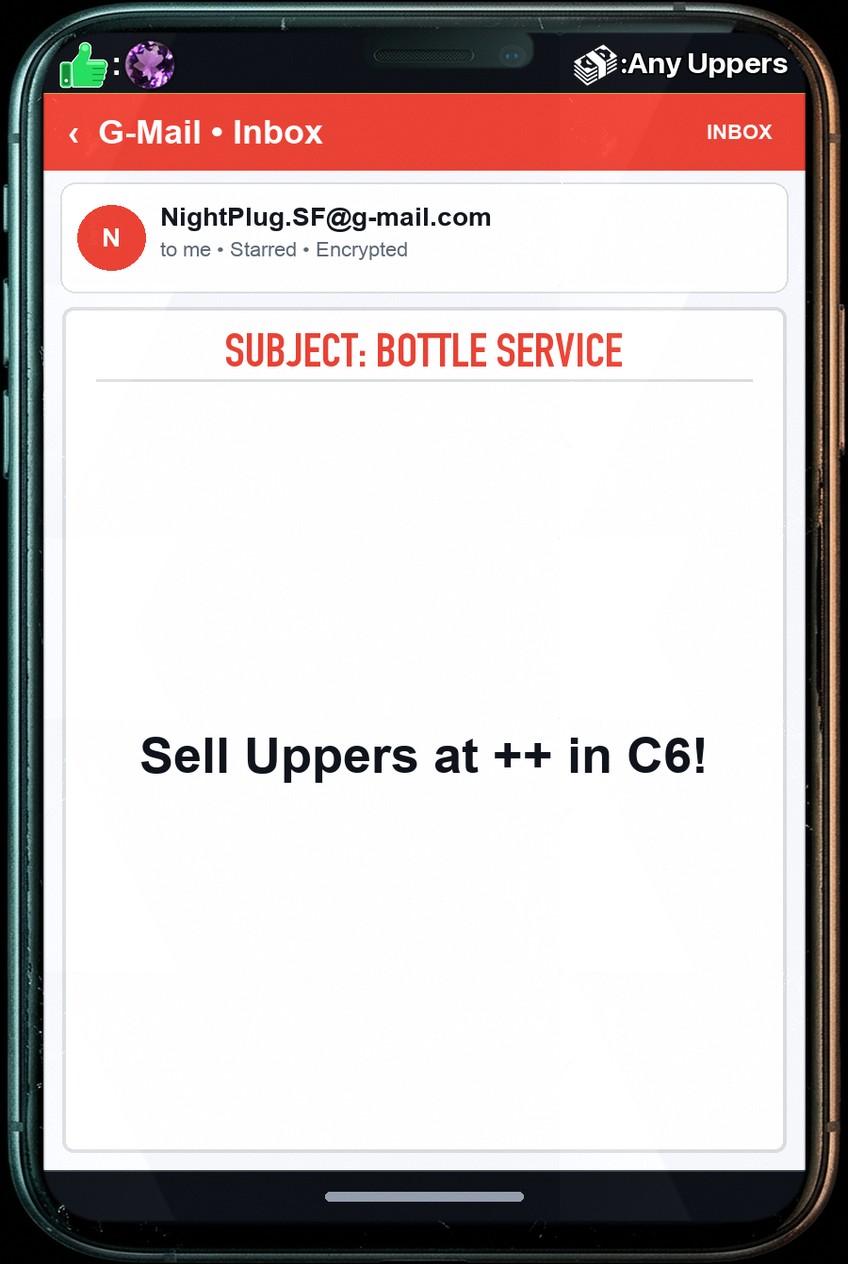 :
:Any Uppers
‹ G-Mail • Inbox
INBOX
N
NightPlug.SF@g-mail.com
to me • Starred • Encrypted
SUBJECT: BOTTLE SERVICE
Sell Uppers at ++ in C6!